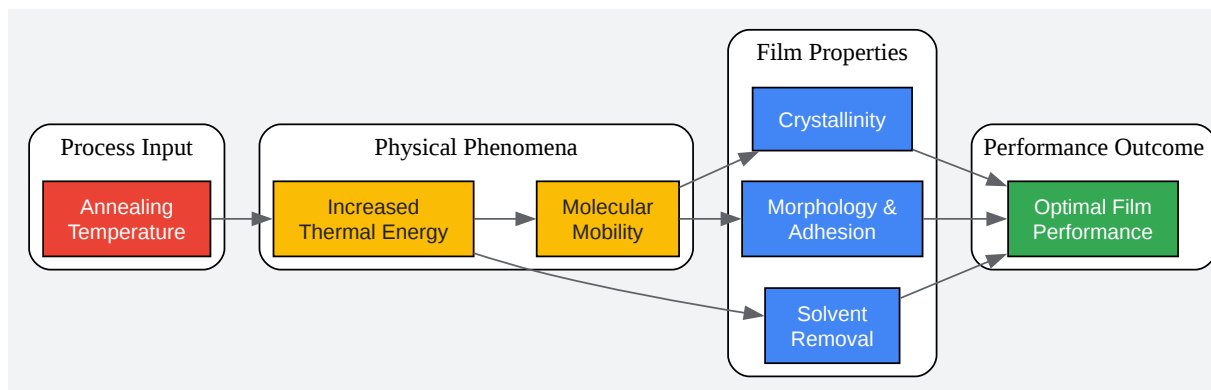 Process Input
Annealing
Temperature
Physical Phenomena
Increased
Thermal Energy
Molecular
Mobility
Film Properties
Crystallinity
Morphology &
Adhesion
Solvent
Removal
Performance Outcome
Optimal Film
Performance